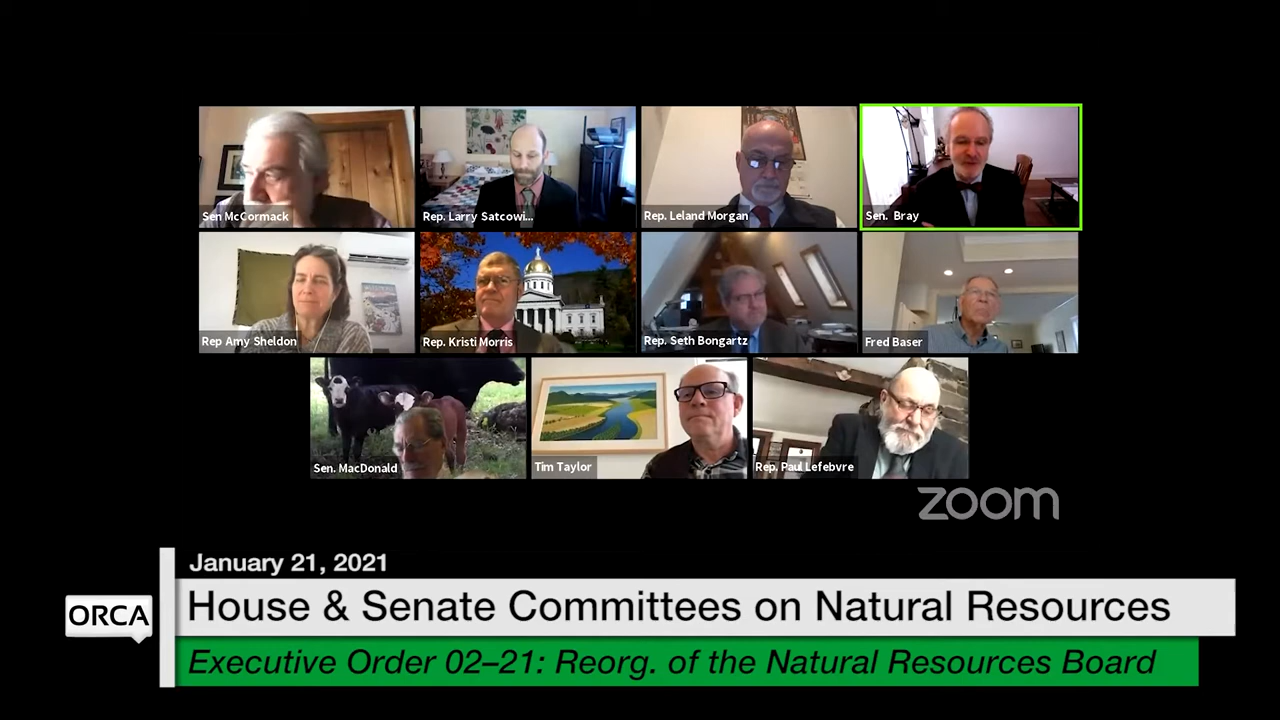 Sen McCormack
Rep. Larry Satcowi...
Rep. Leland Morgan
Sen. Bray
Rep Amy Sheldon
Rep. Kristi Morris
Rep. Seth Bongartz
Fred Baser
Sen. MacDonald
Tim Taylor
Rep. Paul Lefebvre
zoom
January 21, 2021
ORCA
House & Senate Committees on Natural Resources
Executive Order 02–21: Reorg. of the Natural Resources Board